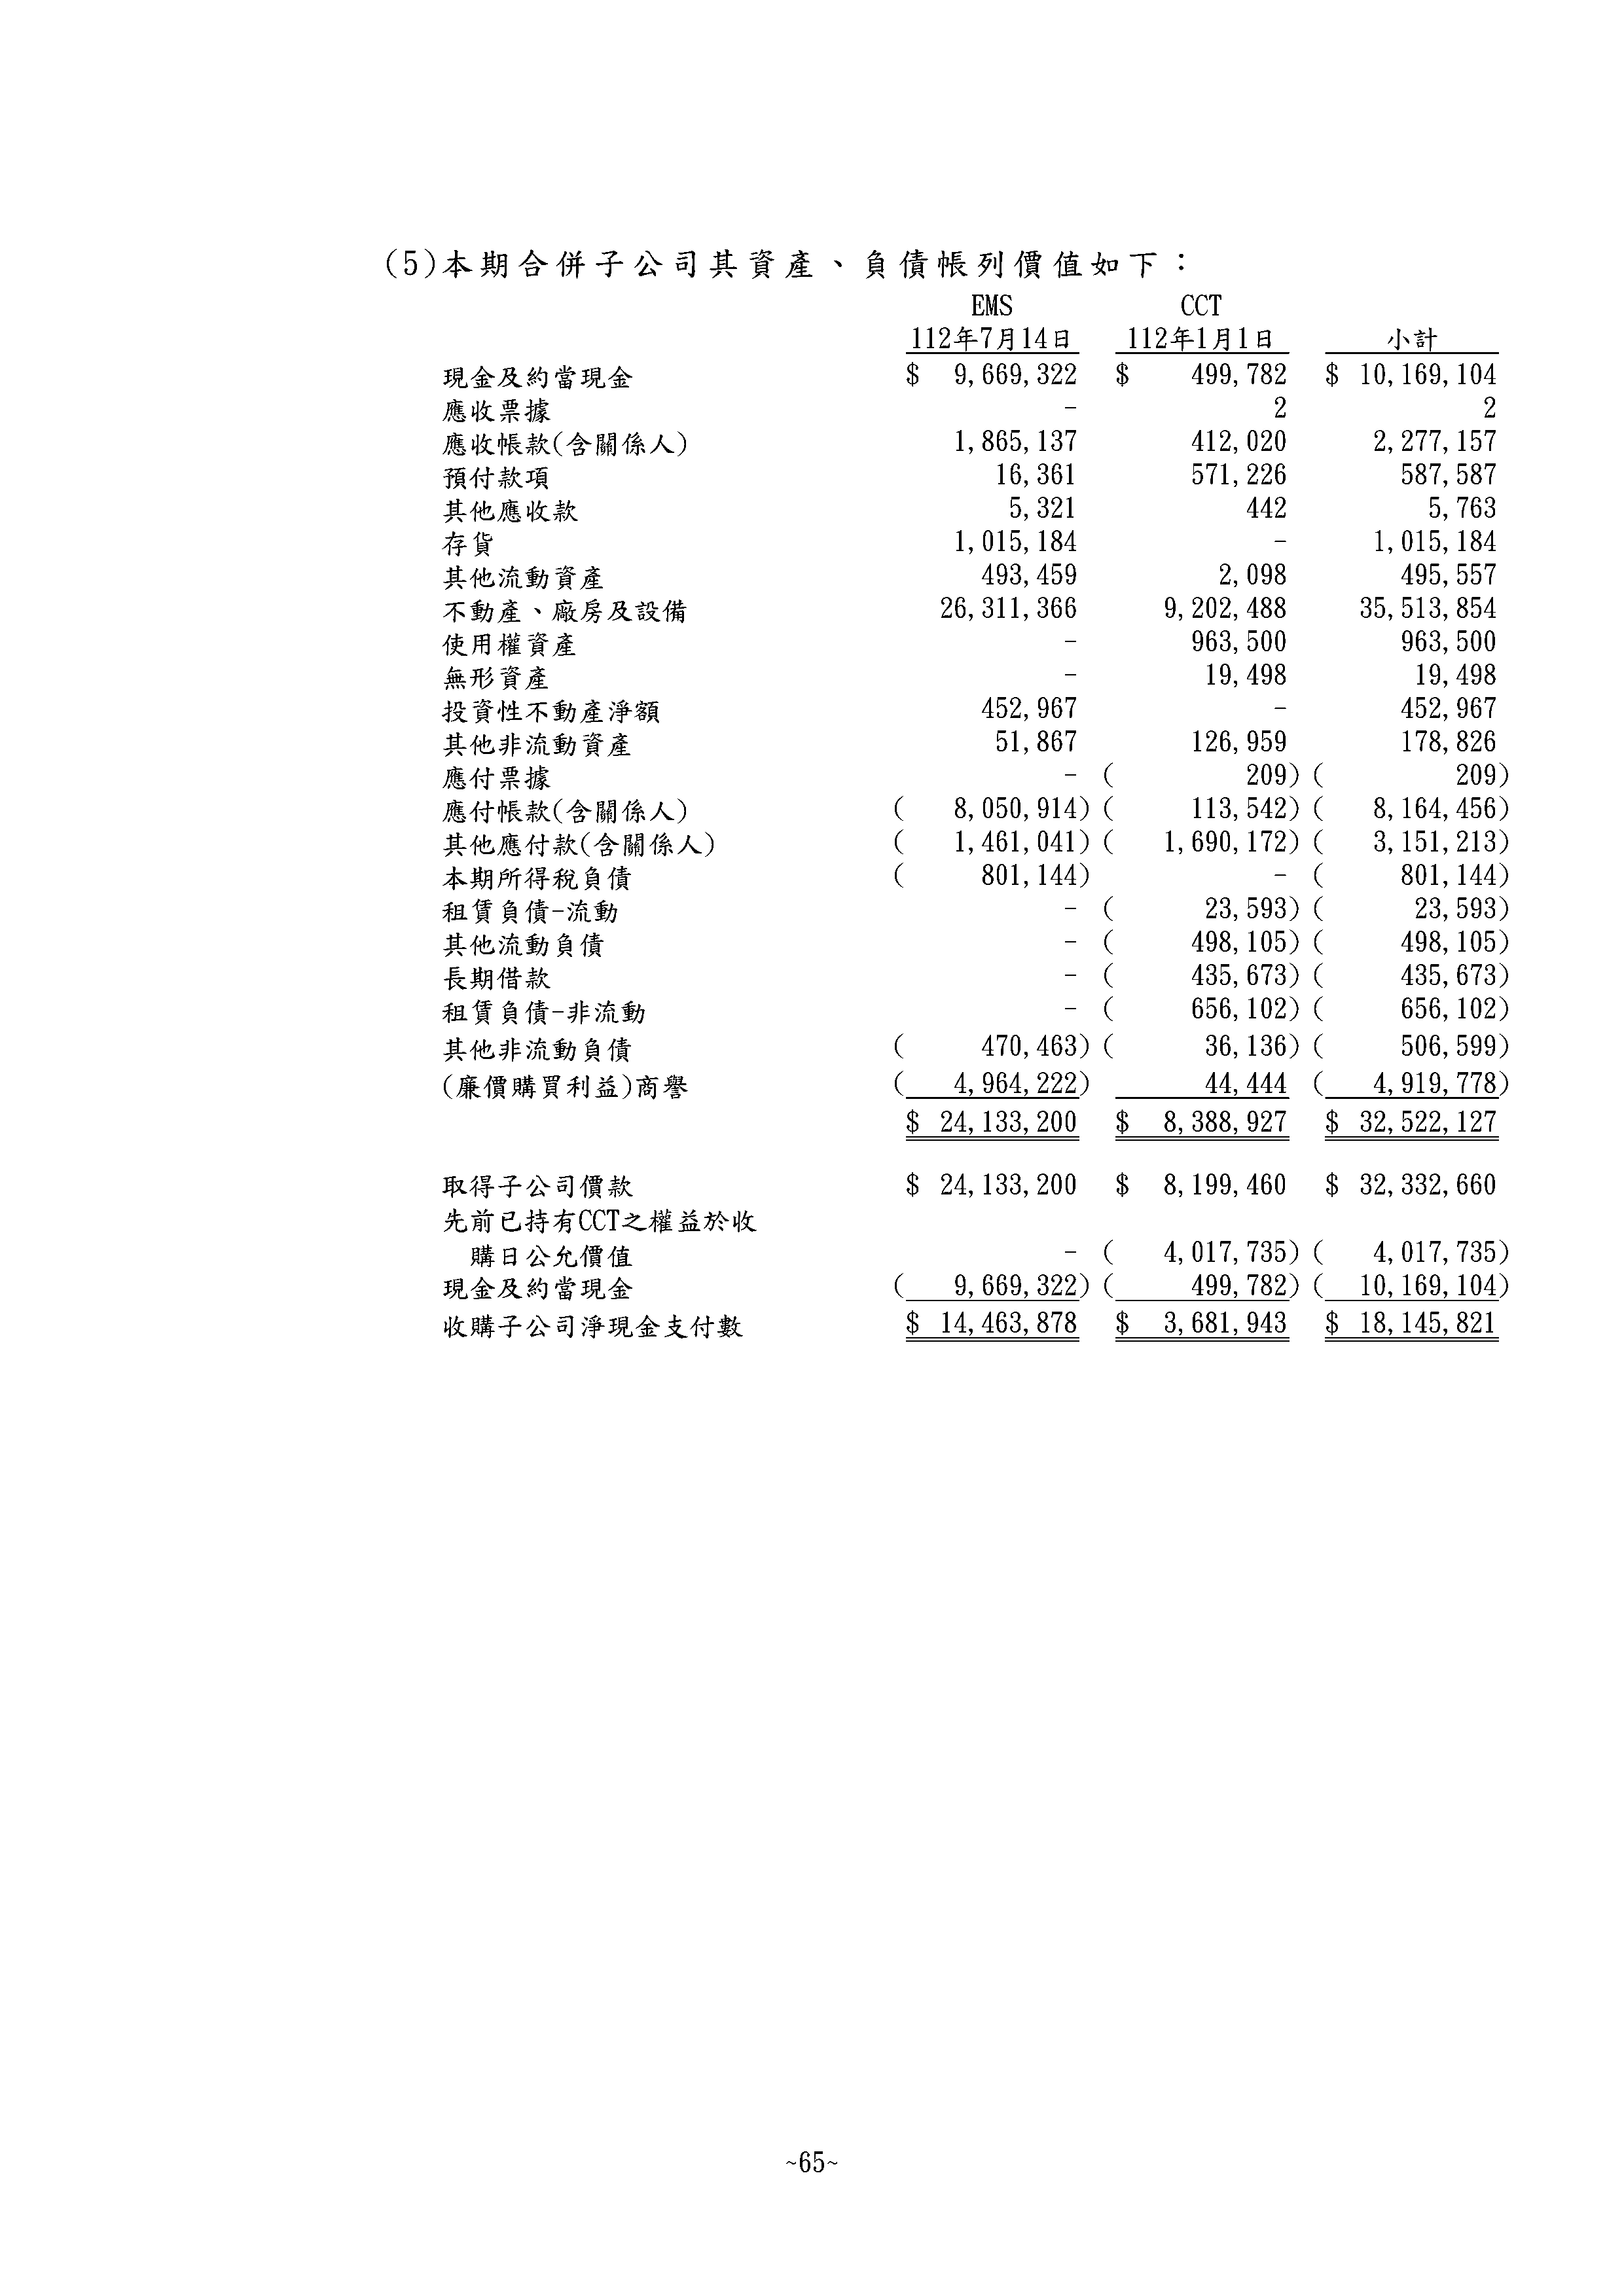 (5)本期合併子公司其資產、負債帳列價值如下：
EMS CCT
112年7月14日 112年1月1日 小計
現金及約當現金 $ 9,669,322 $ 499,782 $ 10,169,104
應收票據 - 2 2
應收帳款(含關係人) 1,865,137 412,020 2,277,157
預付款項 16,361 571,226 587,587
其他應收款 5,321 442 5,763
存貨 1,015,184 - 1,015,184
其他流動資產 493,459 2,098 495,557
不動產、廠房及設備 26,311,366 9,202,488 35,513,854
使用權資產 - 963,500 963,500
無形資產 - 19,498 19,498
投資性不動產淨額 452,967 - 452,967
其他非流動資產 51,867 126,959 178,826
應付票據 - ( 209) ( 209)
應付帳款(含關係人) ( 8,050,914) ( 113,542) ( 8,164,456)
其他應付款(含關係人) ( 1,461,041) ( 1,690,172) ( 3,151,213)
本期所得稅負債 ( 801,144) - ( 801,144)
租賃負債-流動 - ( 23,593) ( 23,593)
其他流動負債 - ( 498,105) ( 498,105)
長期借款 - ( 435,673) ( 435,673)
租賃負債-非流動 - ( 656,102) ( 656,102)
其他非流動負債 ( 470,463) ( 36,136) ( 506,599)
(廉價購買利益)商譽 ( 4,964,222) 44,444 ( 4,919,778)
$ 24,133,200 $ 8,388,927 $ 32,522,127
取得子公司價款 $ 24,133,200 $ 8,199,460 $ 32,332,660
先前已持有CCT之權益於收
購日公允價值 - ( 4,017,735) ( 4,017,735)
現金及約當現金 ( 9,669,322) ( 499,782) ( 10,169,104)
收購子公司淨現金支付數 $ 14,463,878 $ 3,681,943 $ 18,145,821
~65~